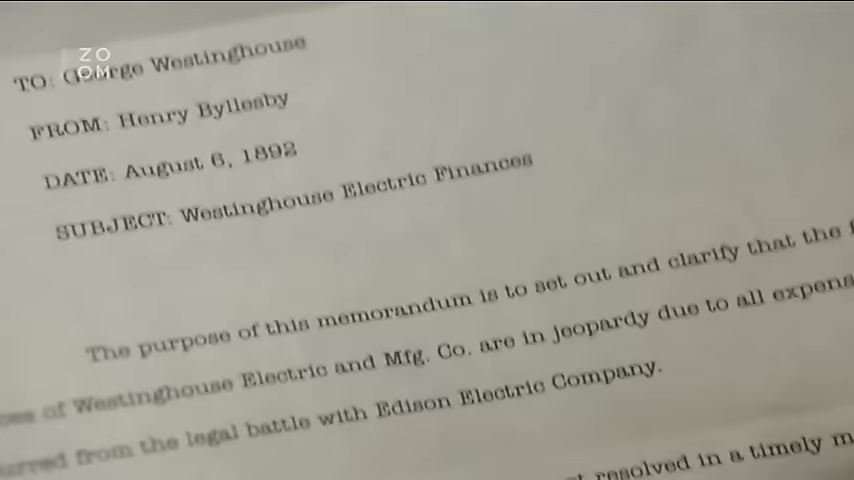 ZO
OM
TO: George Westinghouse
FROM: Henry Byllesby
DATE: August 6, 1892
SUBJECT: Westinghouse Electric Finances
The purpose of this memorandum is to set out and clarify that the
of Westinghouse Electric and Mfg. Co. are in jeopardy due to all
from the legal battle with Edison Electric Company.
resolved in a timely